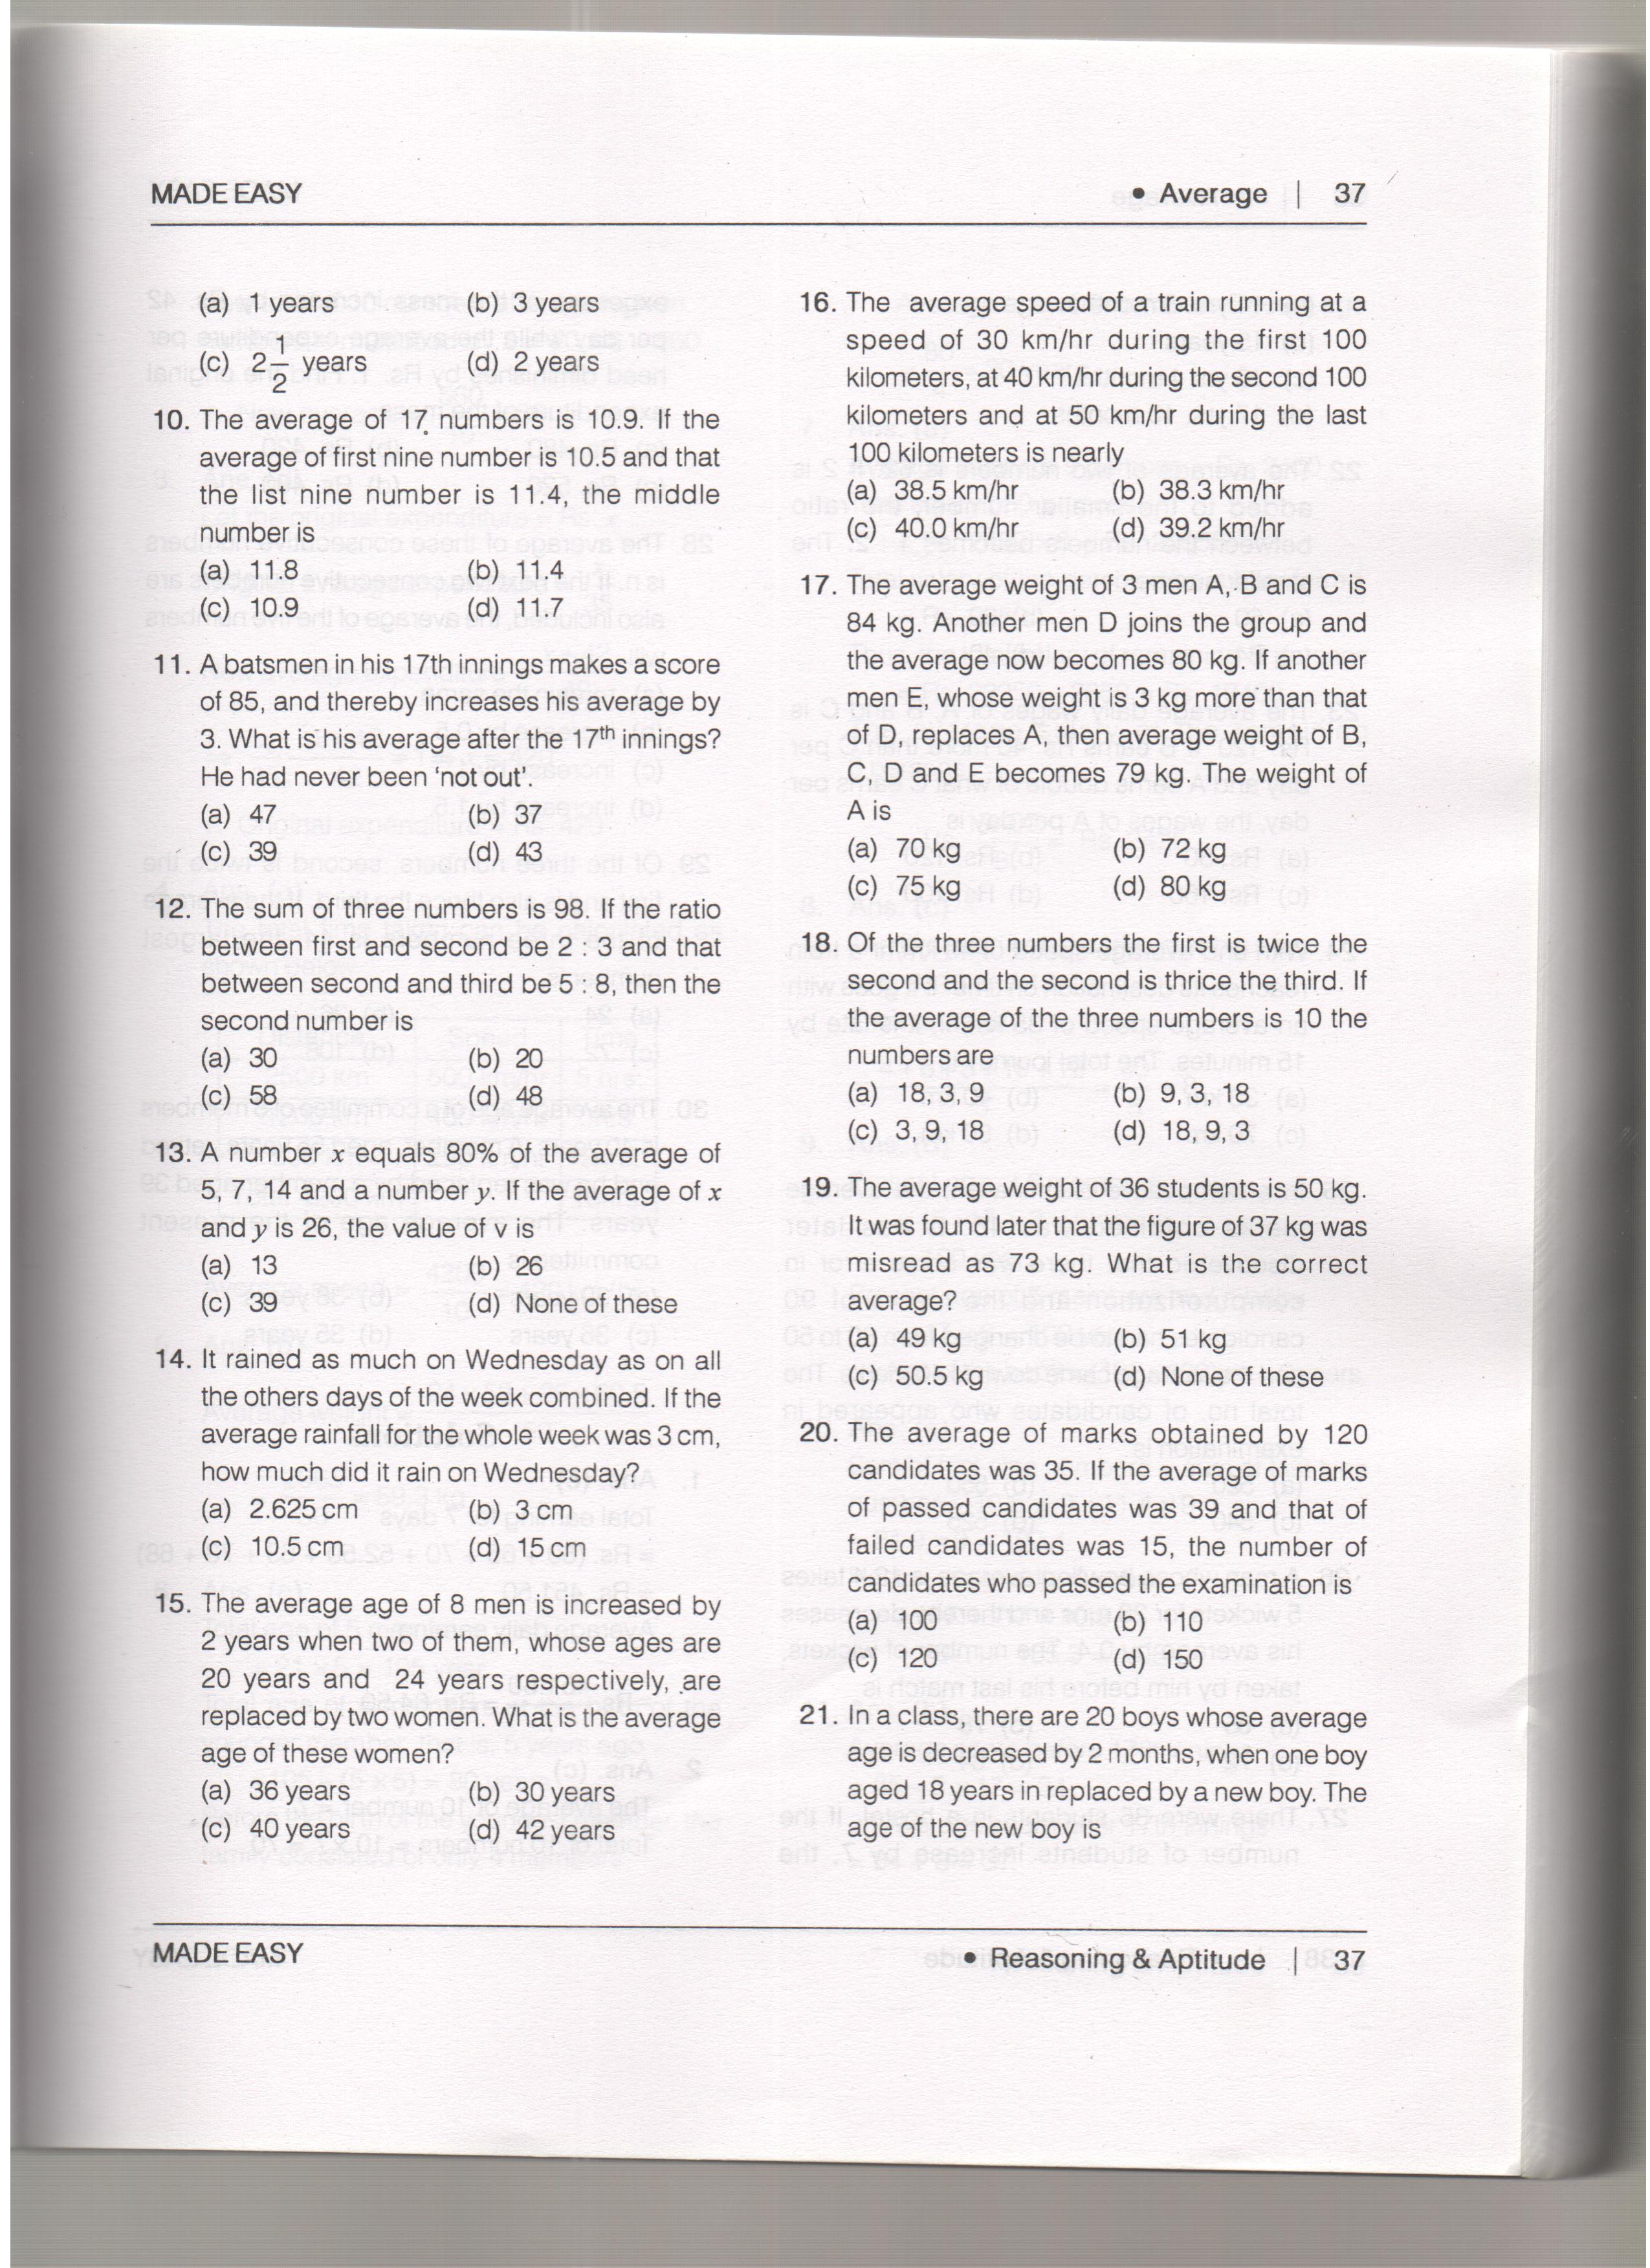 MADE EASY
• Average | 37
(a) 1 years (b) 3 years
(c) 2 1/2 years (d) 2 years
10. The average of 17 numbers is 10.9. If the
average of first nine number is 10.5 and that
the list nine number is 11.4, the middle
number is
(a) 11.8 (b) 11.4
(c) 10.9 (d) 11.7
11. A batsmen in his 17th innings makes a score
of 85, and thereby increases his average by
3. What is his average after the 17th innings?
He had never been 'not out'.
(a) 47 (b) 37
(c) 39 (d) 43
12. The sum of three numbers is 98. If the ratio
between first and second be 2 : 3 and that
between second and third be 5 : 8, then the
second number is
(a) 30 (b) 20
(c) 58 (d) 48
13. A number x equals 80% of the average of
5, 7, 14 and a number y. If the average of x
and y is 26, the value of v is
(a) 13 (b) 26
(c) 39 (d) None of these
14. It rained as much on Wednesday as on all
the others days of the week combined. If the
average rainfall for the whole week was 3 cm,
how much did it rain on Wednesday?
(a) 2.625 cm (b) 3 cm
(c) 10.5 cm (d) 15 cm
15. The average age of 8 men is increased by
2 years when two of them, whose ages are
20 years and 24 years respectively, are
replaced by two women. What is the average
age of these women?
(a) 36 years (b) 30 years
(c) 40 years (d) 42 years
16. The average speed of a train running at a
speed of 30 km/hr during the first 100
kilometers, at 40 km/hr during the second 100
kilometers and at 50 km/hr during the last
100 kilometers is nearly
(a) 38.5 km/hr (b) 38.3 km/hr
(c) 40.0 km/hr (d) 39.2 km/hr
17. The average weight of 3 men A, B and C is
84 kg. Another men D joins the group and
the average now becomes 80 kg. If another
men E, whose weight is 3 kg more than that
of D, replaces A, then average weight of B,
C, D and E becomes 79 kg. The weight of
A is
(a) 70 kg (b) 72 kg
(c) 75 kg (d) 80 kg
18. Of the three numbers the first is twice the
second and the second is thrice the third. If
the average of the three numbers is 10 the
numbers are
(a) 18, 3, 9 (b) 9, 3, 18
(c) 3, 9, 18 (d) 18, 9, 3
19. The average weight of 36 students is 50 kg.
It was found later that the figure of 37 kg was
misread as 73 kg. What is the correct
average?
(a) 49 kg (b) 51 kg
(c) 50.5 kg (d) None of these
20. The average of marks obtained by 120
candidates was 35. If the average of marks
of passed candidates was 39 and that of
failed candidates was 15, the number of
candidates who passed the examination is
(a) 100 (b) 110
(c) 120 (d) 150
21. In a class, there are 20 boys whose average
age is decreased by 2 months, when one boy
aged 18 years in replaced by a new boy. The
age of the new boy is
MADE EASY
• Reasoning & Aptitude | 37